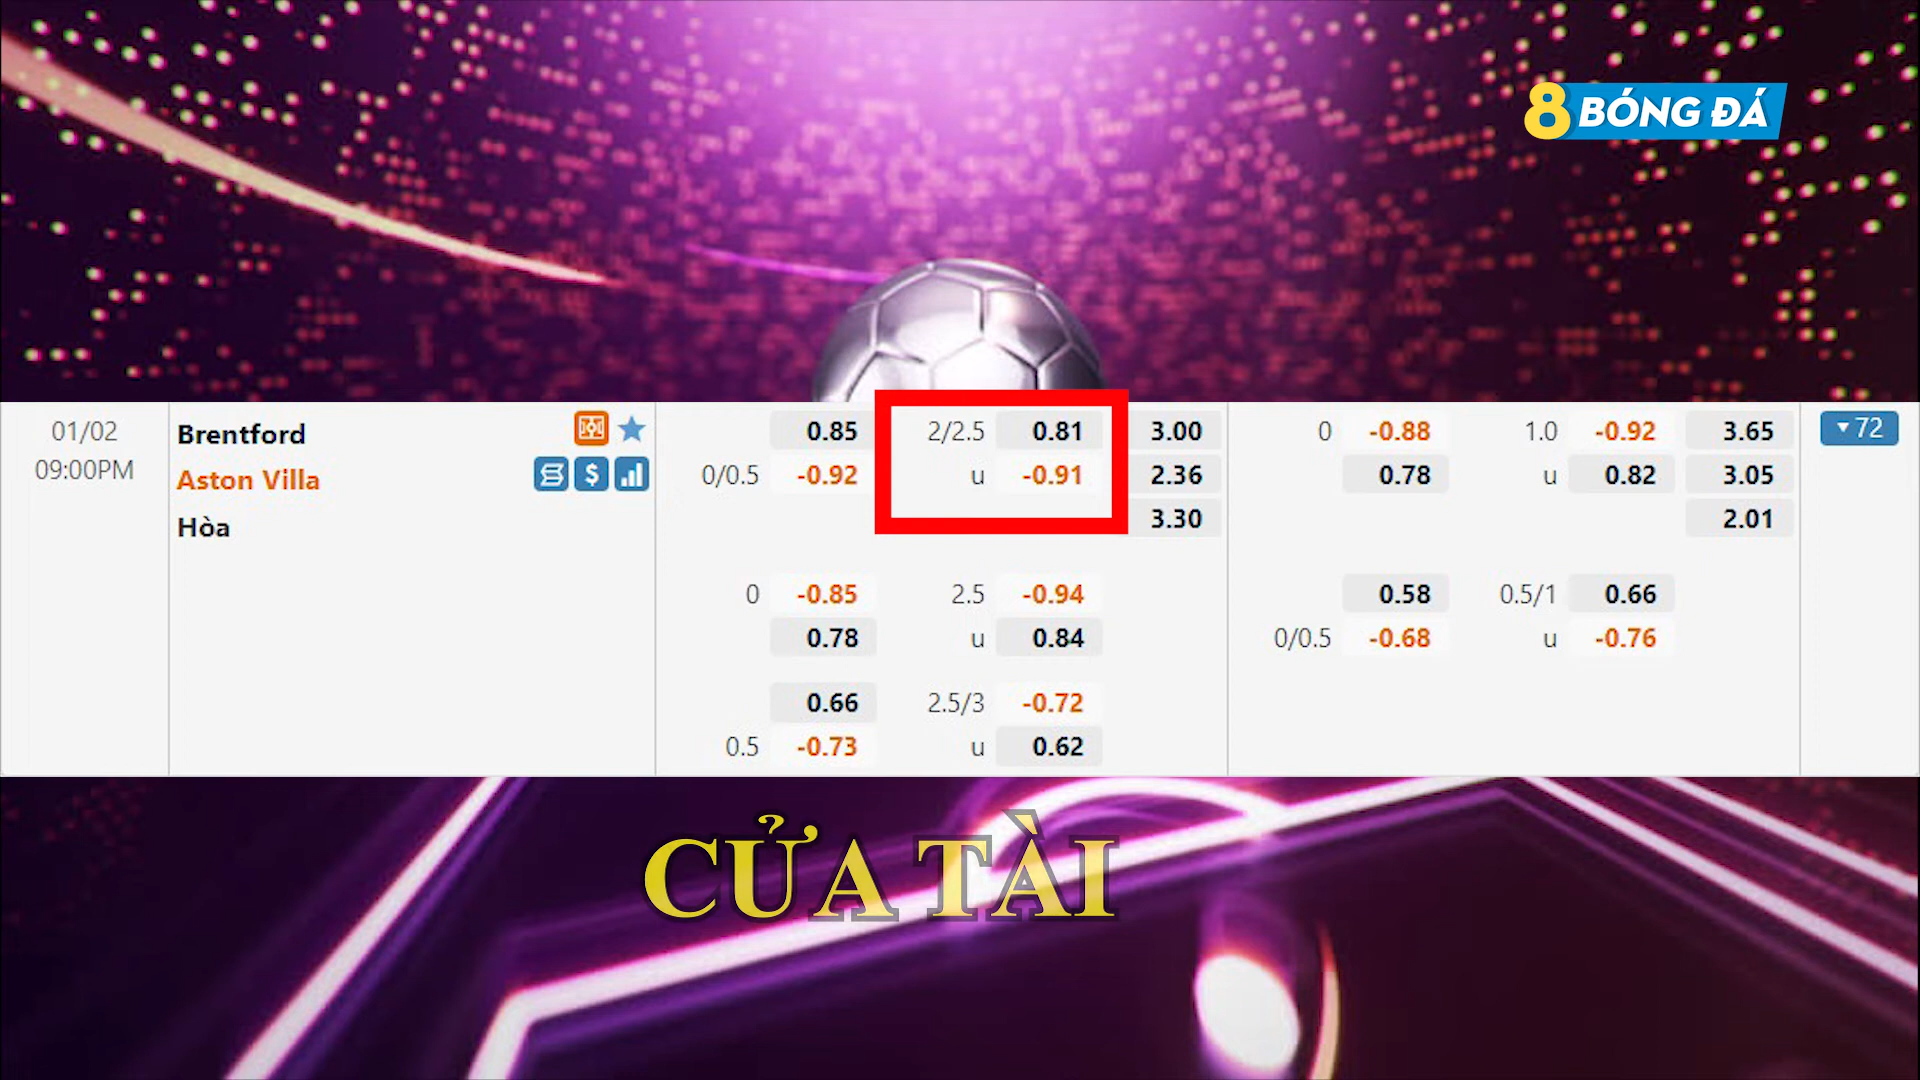 8 BÓNG ĐÁ
01/02 Brentford 0.85 2/2.5 0.81 3.00 0 -0.88 1.0 -0.92 3.65 72
09:00PM Aston Villa $ 0/0.5 -0.92 u -0.91 2.36 0.78 u 0.82 3.05
Hòa 3.30 2.01
0 -0.85 2.5 -0.94 0.58 0.5/1 0.66
0.78 u 0.84 0/0.5 -0.68 u -0.76
0.66 2.5/3 -0.72
0.5 -0.73 u 0.62
CỬA TÀI